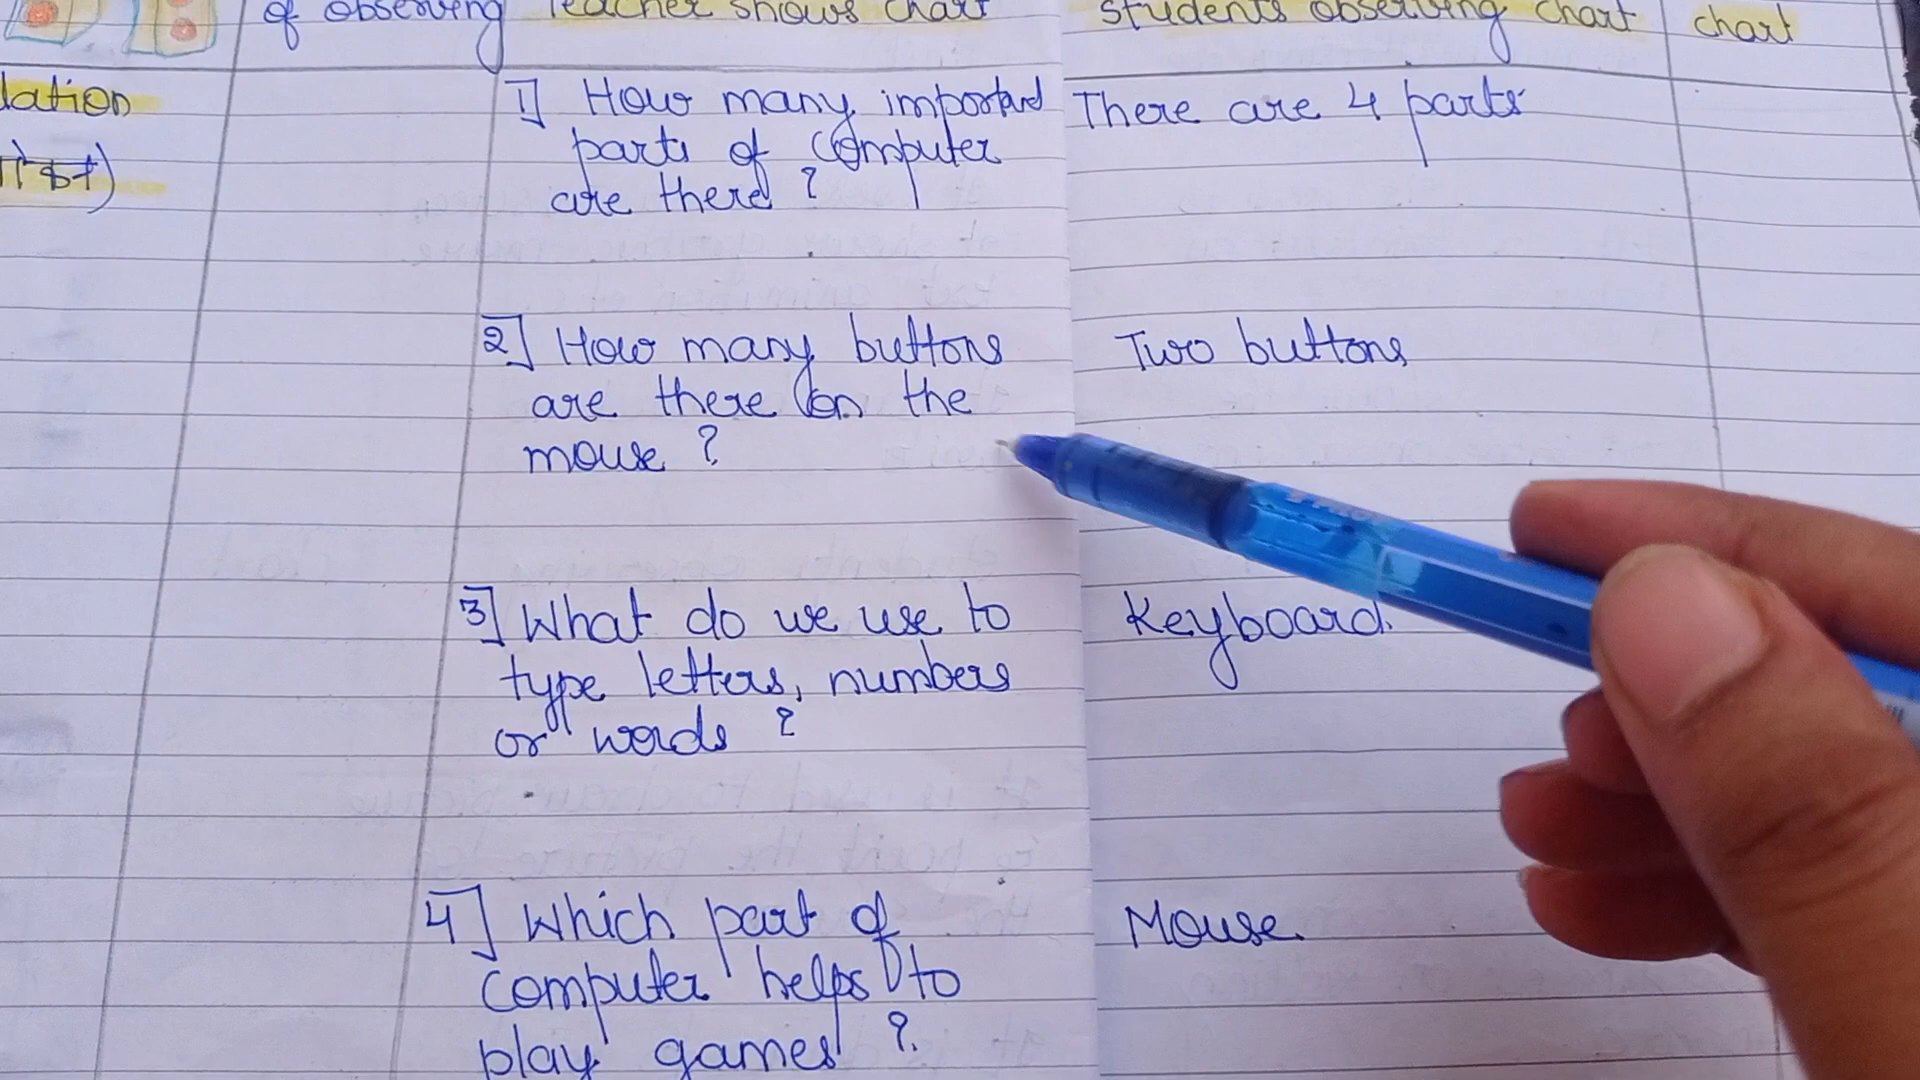 of observing Teacher shows chart students observing chart chart
lation
1] How many important There are 4 parts
parts of computer
are there ?
2] How many buttons Two buttons
are there on the
mouse ?
3] What do we use to Keyboard.
type letters, numbers
or words ?
4] Which part of Mouse.
computer helps to
play games ?